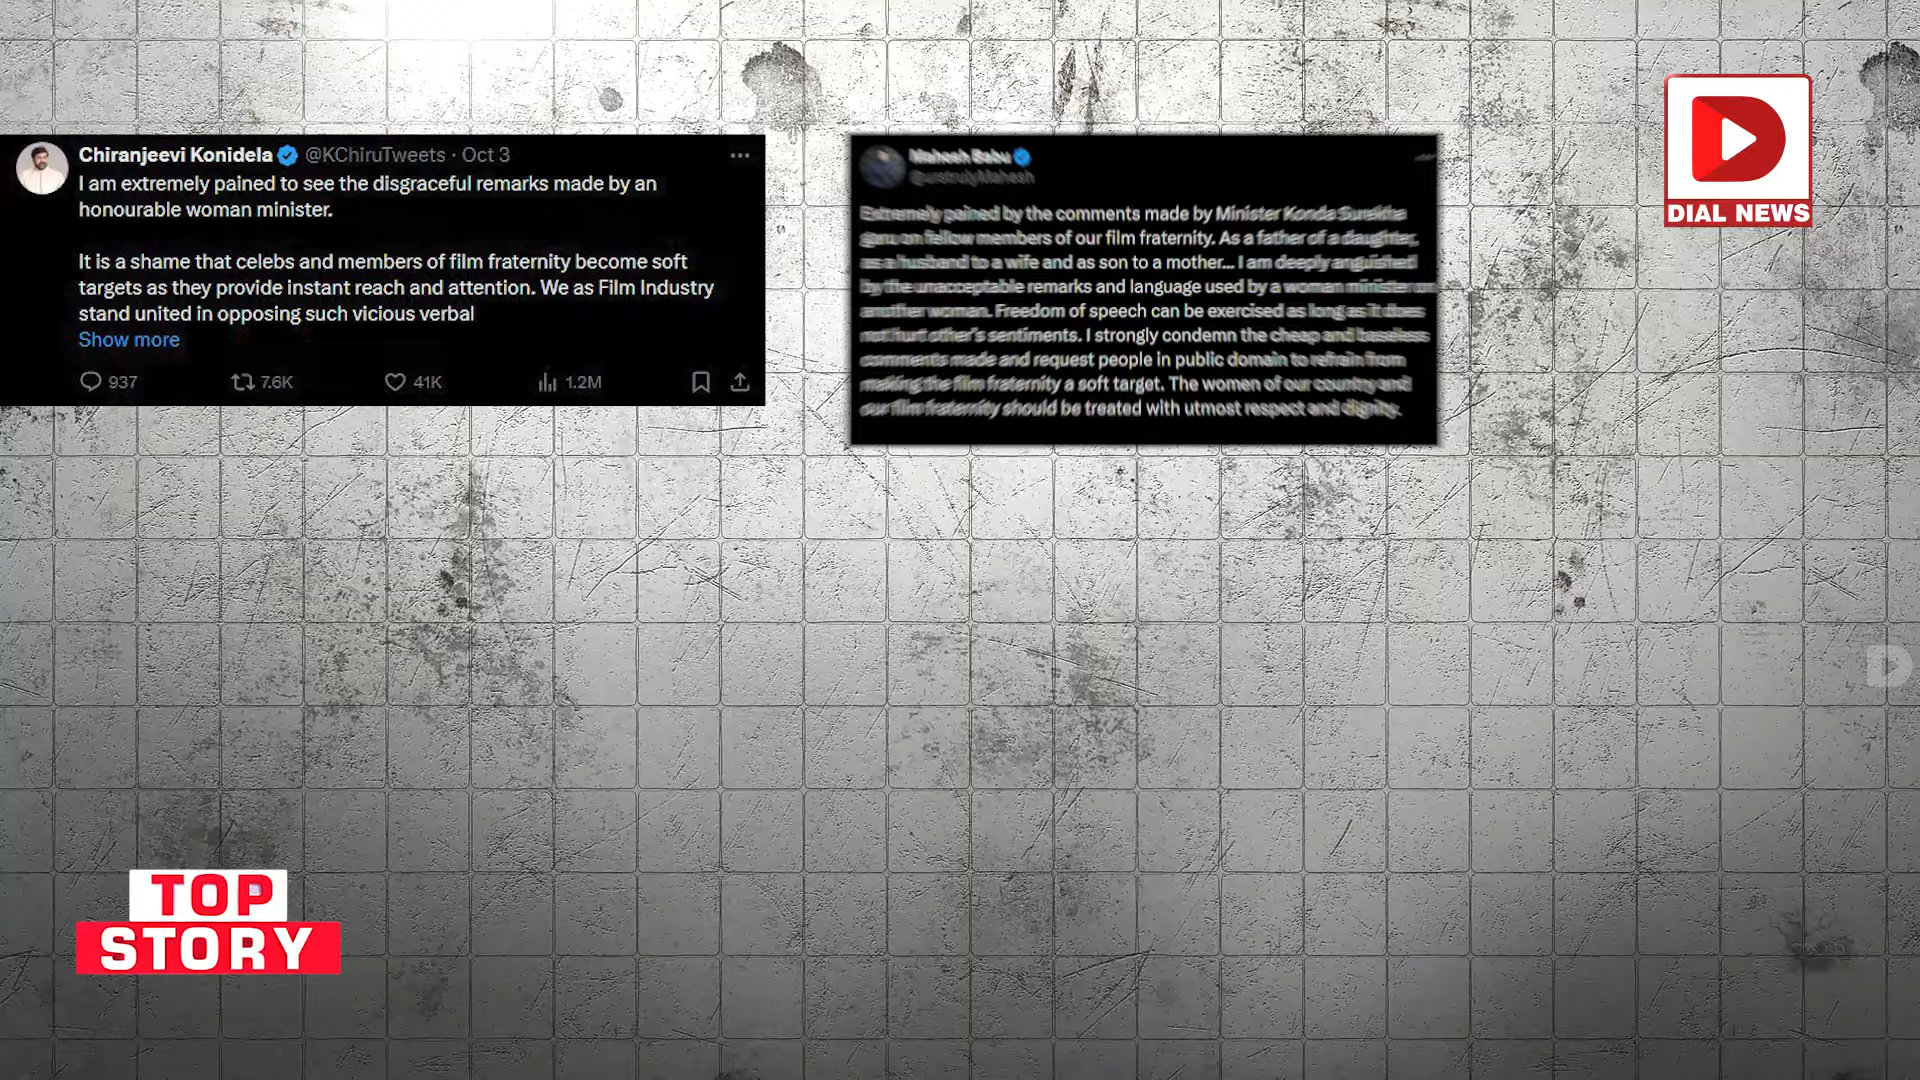 Chiranjeevi Konidela @KChiruTweets · Oct 3
I am extremely pained to see the disgraceful remarks made by an
honourable woman minister.
It is a shame that celebs and members of film fraternity become soft
targets as they provide instant reach and attention. We as Film Industry
stand united in opposing such vicious verbal
Show more
937 7.6K 41K 1.2M
Mahesh Babu
@urstrulyMahesh
Extremely pained by the comments made by Minister Konda Surekha
garu on fellow members of our film fraternity. As a father of a daughter,
as a husband to a wife and as son to a mother... I am deeply anguished
by the unacceptable remarks and language used by a woman minister on
another woman. Freedom of speech can be exercised as long as it does
not hurt other's sentiments. I strongly condemn the cheap and baseless
comments made and request people in public domain to refrain from
making the film fraternity a soft target. The women of our country and
our film fraternity should be treated with utmost respect and dignity.
DIAL NEWS
TOP
STORY